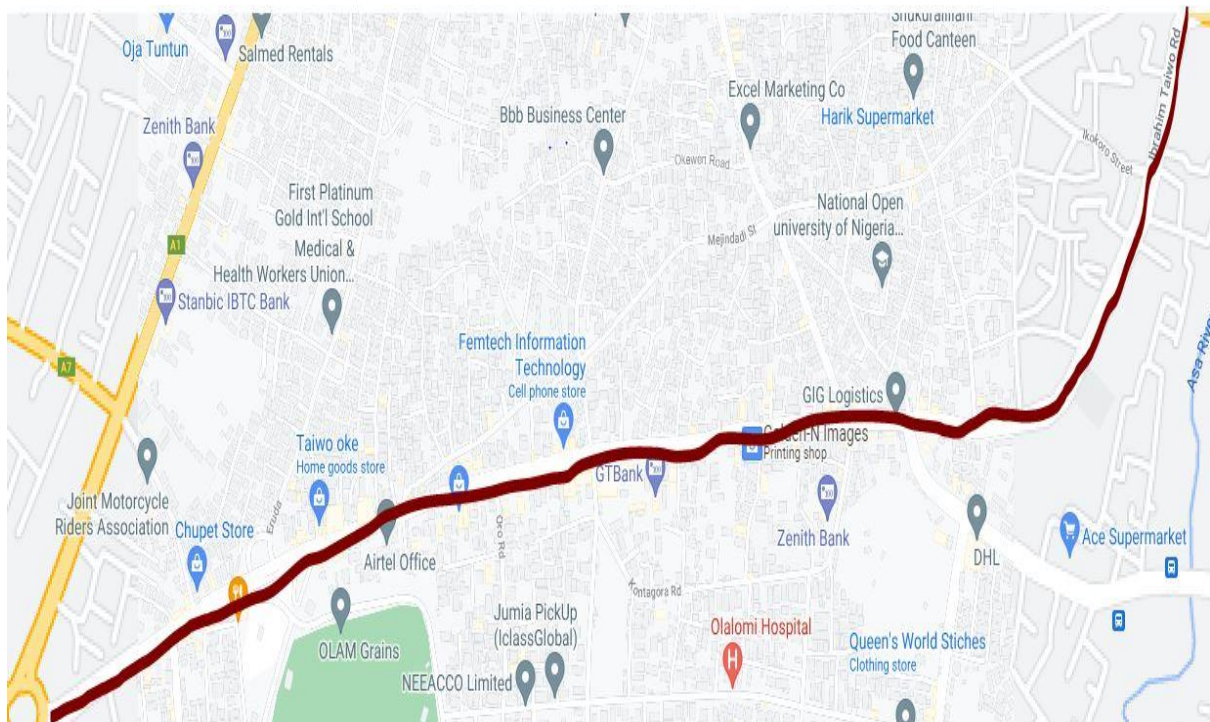 Oja Tuntun
Salmed Rentals
Shukuralilahi
Food Canteen
Excel Marketing Co
Harik Supermarket
Ibrahim Taiwo Rd
Ikokoro Street
Zenith Bank
Bbb Business Center
Okewon Road
First Platinum
Gold Int'l School
National Open
university of Nigeria...
Mejindadi St
A1
Medical &
Health Workers Union...
Stanbic IBTC Bank
Asa River
Femtech Information
Technology
Cell phone store
A7
GIG Logistics
Taiwo oke
Home goods store
Printing shop
GTBank
Joint Motorcycle
Riders Association
Eruda
Oro Rd
Chupet Store
Airtel Office
Zenith Bank
DHL
Ace Supermarket
Kontagora Rd
Jumia PickUp
(IclassGlobal)
Olalomi Hospital
OLAM Grains
Queen's World Stiches
Clothing store
NEEACCO Limited